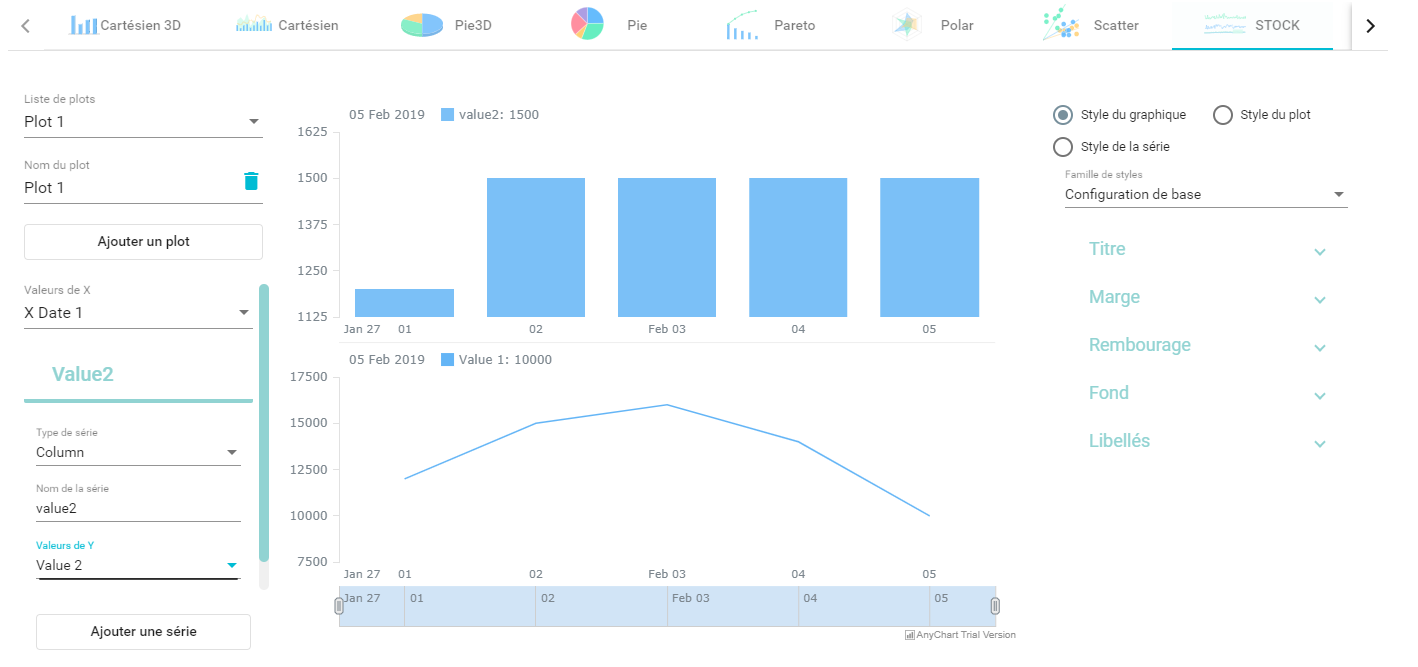 Cartésien 3D
Cartésien
Pie3D
Pie
Pareto
Polar
Scatter
STOCK
Liste de plots
Plot 1
Nom du plot
Plot 1
Ajouter un plot
Valeurs de X
X Date 1
Value2
Type de série
Column
Nom de la série
value2
Valeurs de Y
Value 2
Ajouter une série
05 Feb 2019 value2: 1500
1625
1500
1375
1250
1125
Jan 27 01 02 Feb 03 04 05
05 Feb 2019 Value 1: 10000
17500
15000
12500
10000
7500
Jan 27 01 02 Feb 03 04 05
Jan 27 01 02 Feb 03 04 05
AnyChart Trial Version
Style du graphique
Style du plot
Style de la série
Famille de styles
Configuration de base
Titre
Marge
Rembourage
Fond
Libellés